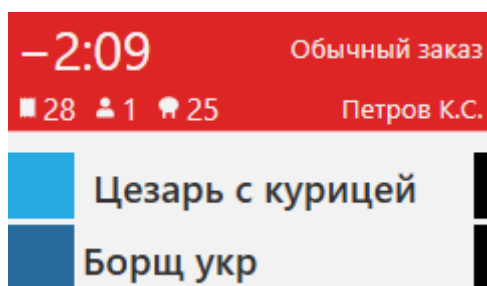 –2:09 Обычный заказ
28 1 25 Петров К.С.
Цезарь с курицей
Борщ укр